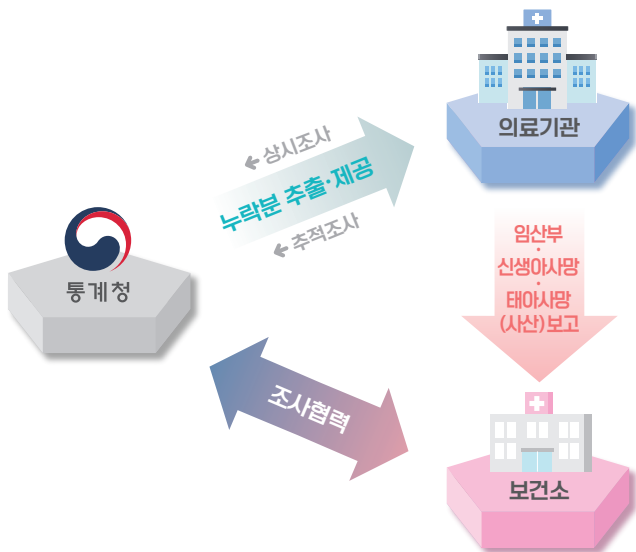 의료기관
← 상시조사
누락분 추출·제공
← 추적조사
통계청
임산부
·
신생아사망
·
태아사망
(사산)보고
조사협력
보건소